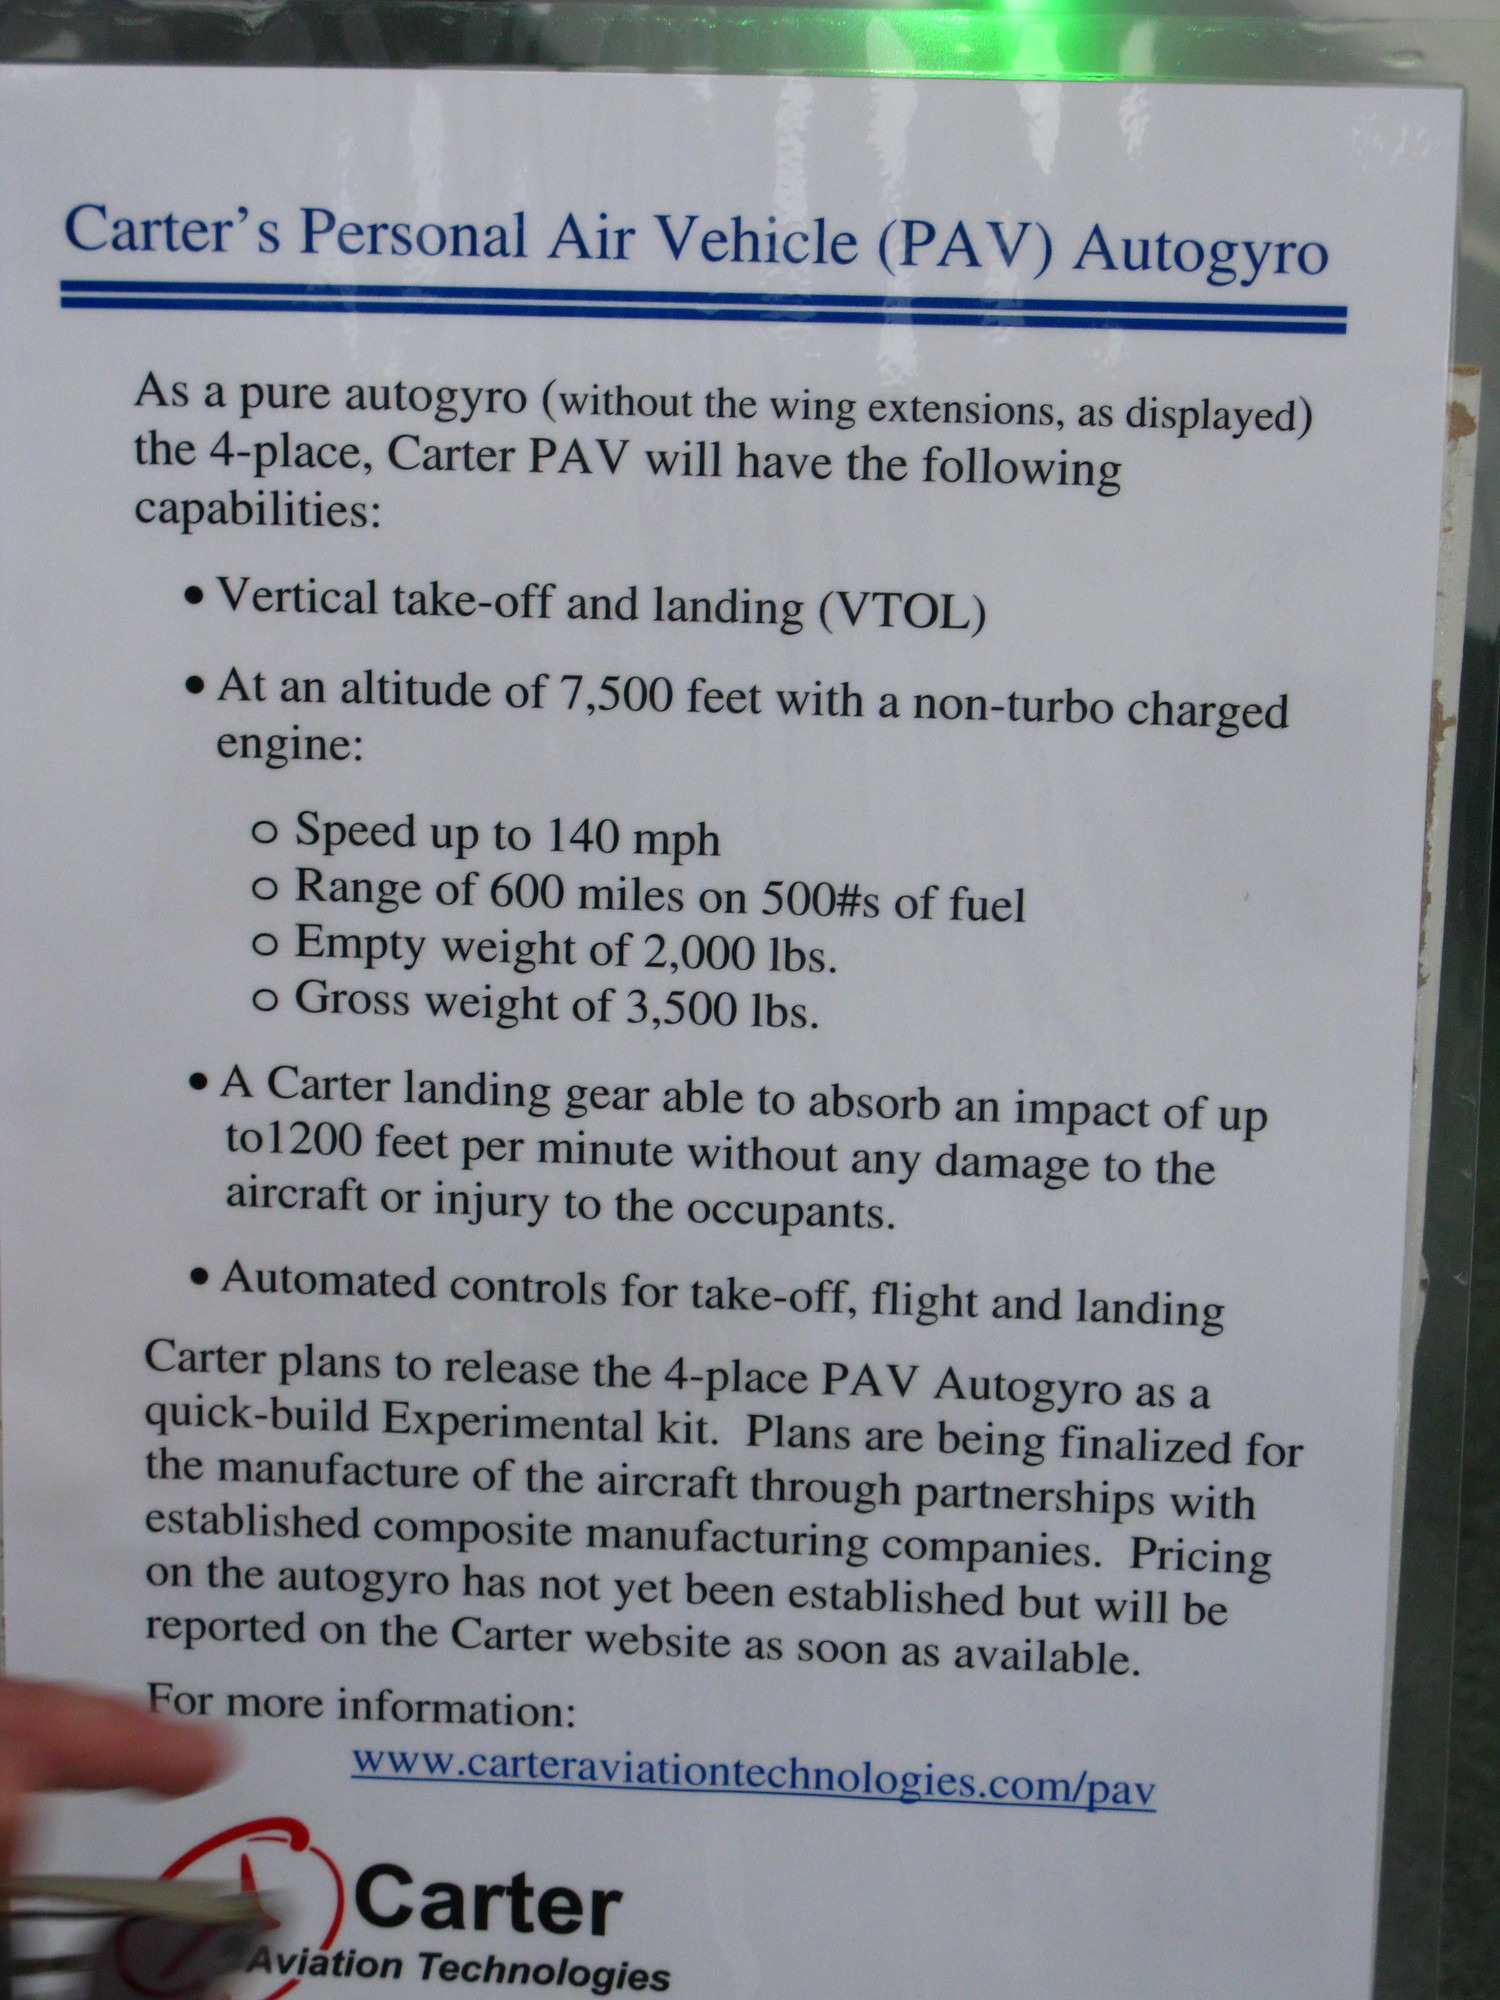 Carter's Personal Air Vehicle (PAV) Autogyro
As a pure autogyro (without the wing extensions, as displayed)
the 4-place, Carter PAV will have the following
capabilities:
• Vertical take-off and landing (VTOL)
• At an altitude of 7,500 feet with a non-turbo charged
engine:
o Speed up to 140 mph
o Range of 600 miles on 500#s of fuel
o Empty weight of 2,000 lbs.
o Gross weight of 3,500 lbs.
• A Carter landing gear able to absorb an impact of up
to1200 feet per minute without any damage to the
aircraft or injury to the occupants.
• Automated controls for take-off, flight and landing
Carter plans to release the 4-place PAV Autogyro as a
quick-build Experimental kit. Plans are being finalized for
the manufacture of the aircraft through partnerships with
established composite manufacturing companies. Pricing
on the autogyro has not yet been established but will be
reported on the Carter website as soon as available.
For more information:
www.carteraviationtechnologies.com/pav
Carter
Aviation Technologies